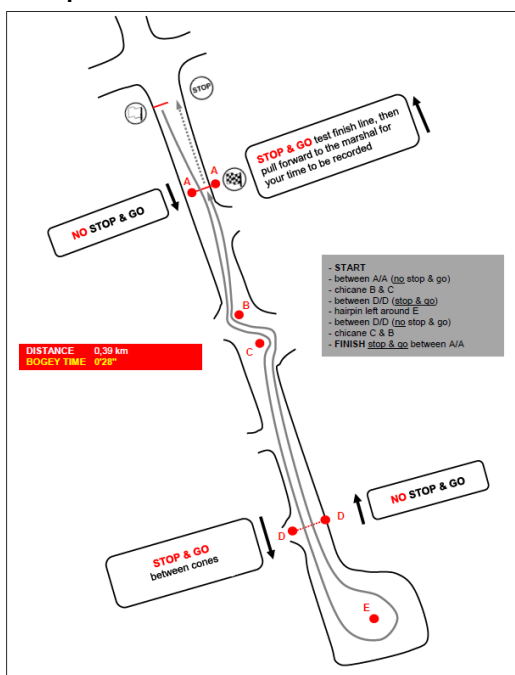 STOP
STOP & GO test finish line, then
pull forward to the marshal for
your time to be recorded
A
A
NO STOP & GO
- START
- between A/A (no stop & go)
- chicane B & C
- between D/D (stop & go)
- hairpin left around E
- between D/D (no stop & go)
- chicane C & B
- FINISH stop & go between A/A
B
DISTANCE 0,39 km
BOGEY TIME 0'28"
C
NO STOP & GO
D
D
STOP & GO
between cones
E